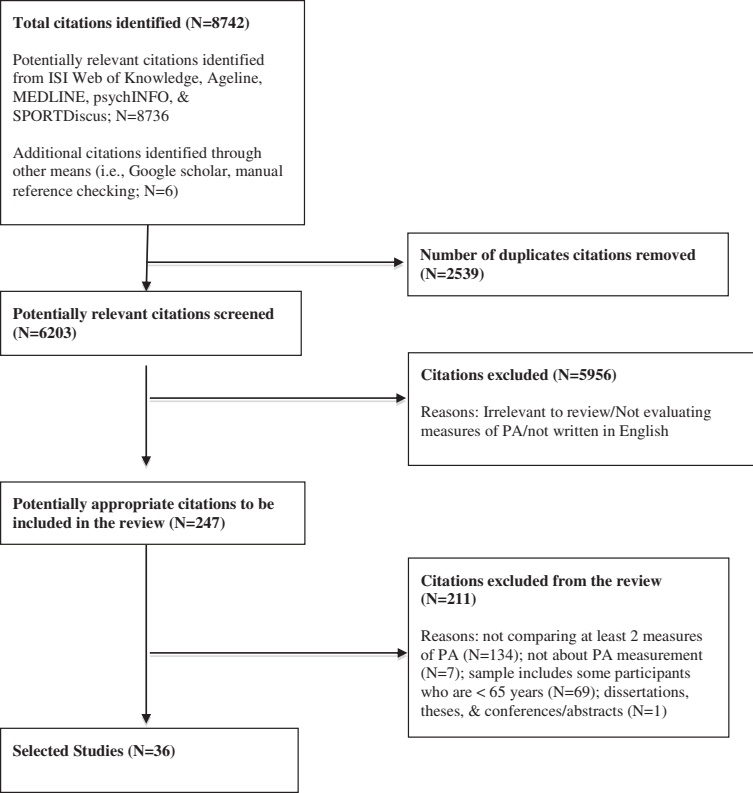 Total citations identified (N=8742)
Potentially relevant citations identified
from ISI Web of Knowledge, Ageline,
MEDLINE, psychINFO, &
SPORTDiscus; N=8736
Additional citations identified through
other means (i.e., Google scholar, manual
reference checking; N=6)
Number of duplicates citations removed
(N=2539)
Potentially relevant citations screened
(N=6203)
Citations excluded (N=5956)
Reasons: Irrelevant to review/Not evaluating
measures of PA/not written in English
Potentially appropriate citations to be
included in the review (N=247)
Citations excluded from the review
(N=211)
Reasons: not comparing at least 2 measures
of PA (N=134); not about PA measurement
(N=7); sample includes some participants
who are < 65 years (N=69); dissertations,
theses, & conferences/abstracts (N=1)
Selected Studies (N=36)